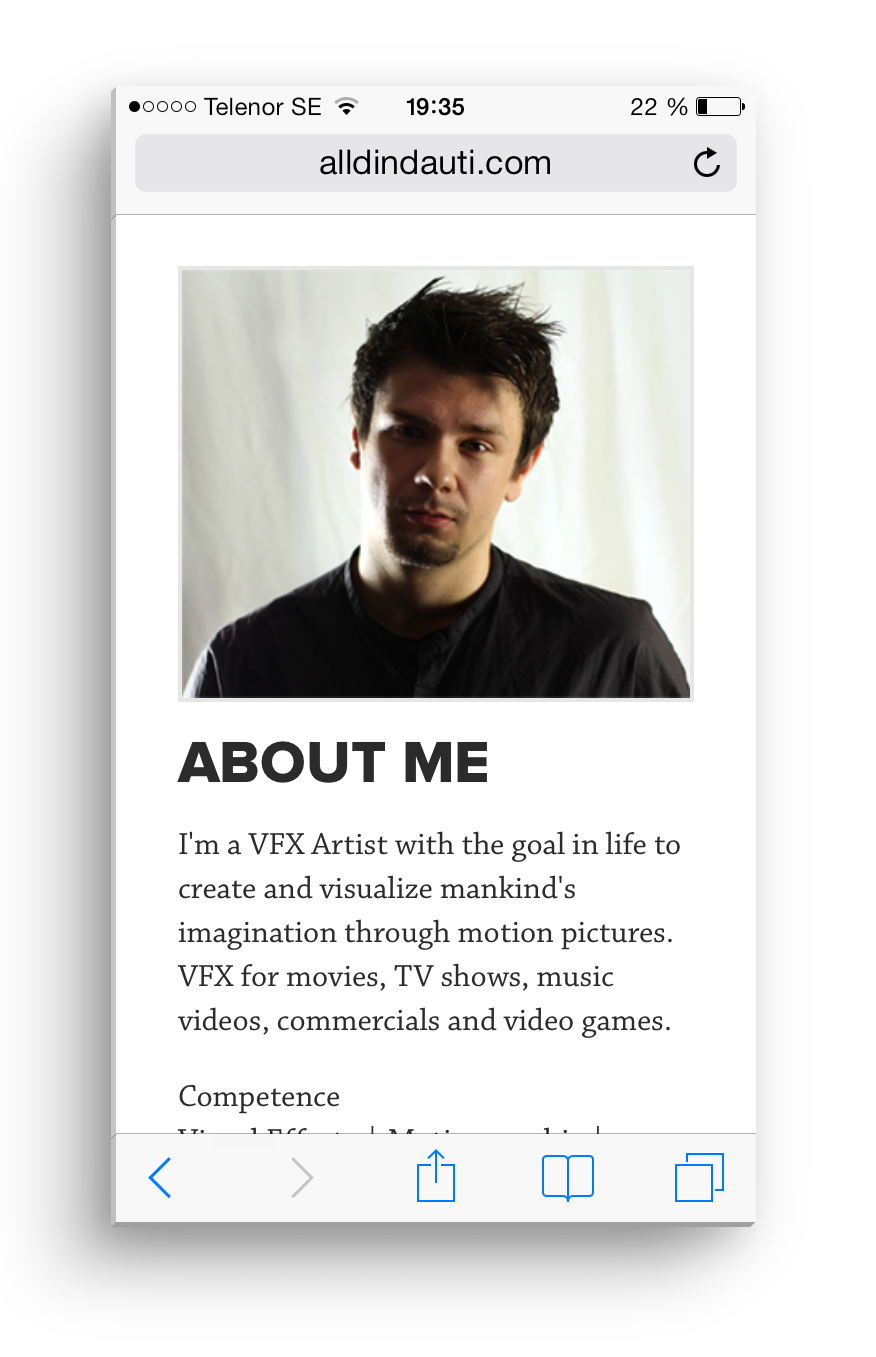 Telenor SE 19:35 22 %
alldindauti.com
ABOUT ME
I'm a VFX Artist with the goal in life to
create and visualize mankind's
imagination through motion pictures.
VFX for movies, TV shows, music
videos, commercials and video games.
Competence